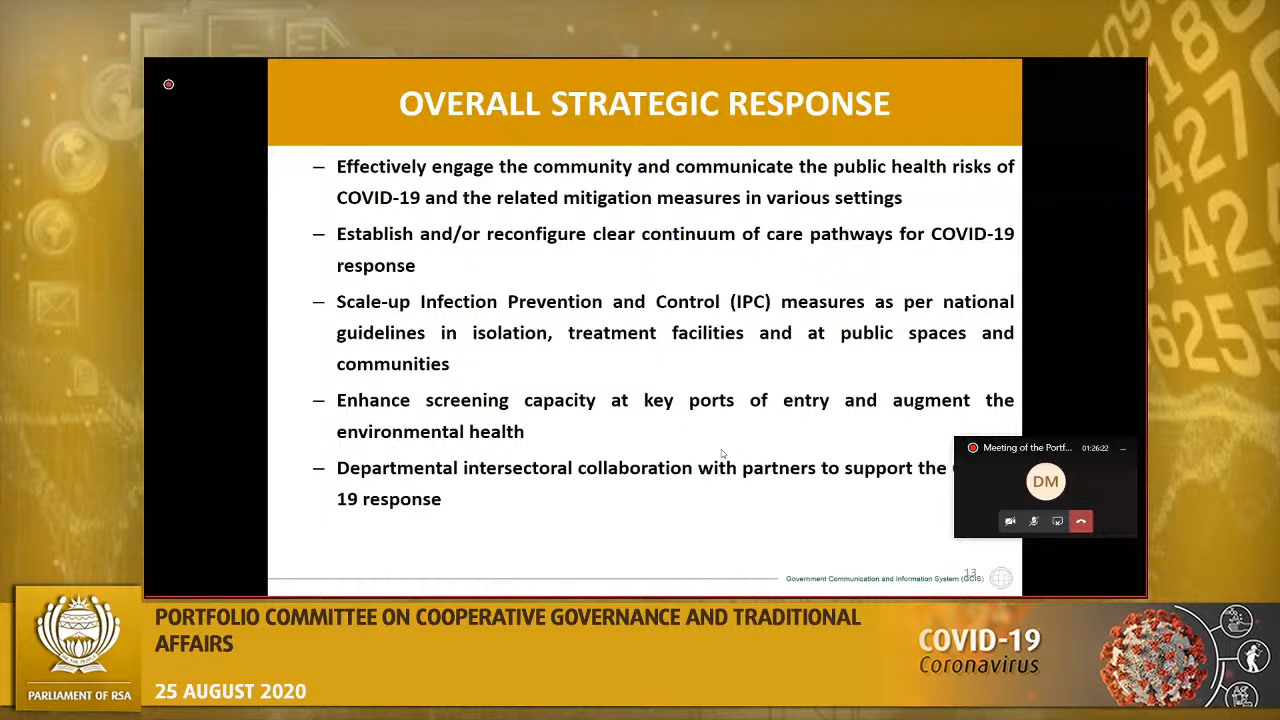 OVERALL STRATEGIC RESPONSE
– Effectively engage the community and communicate the public health risks of
COVID-19 and the related mitigation measures in various settings
– Establish and/or reconfigure clear continuum of care pathways for COVID-19
response
– Scale-up Infection Prevention and Control (IPC) measures as per national
guidelines in isolation, treatment facilities and at public spaces and
communities
– Enhance screening capacity at key ports of entry and augment the
environmental health
– Departmental intersectoral collaboration with partners to support the
19 response
Meeting of the Portf... 01:26:22
DM
13
Government Communication and Information System (GCIS)
PORTFOLIO COMMITTEE ON COOPERATIVE GOVERNANCE AND TRADITIONAL
AFFAIRS
25 AUGUST 2020
PARLIAMENT OF RSA
COVID-19
Coronavirus